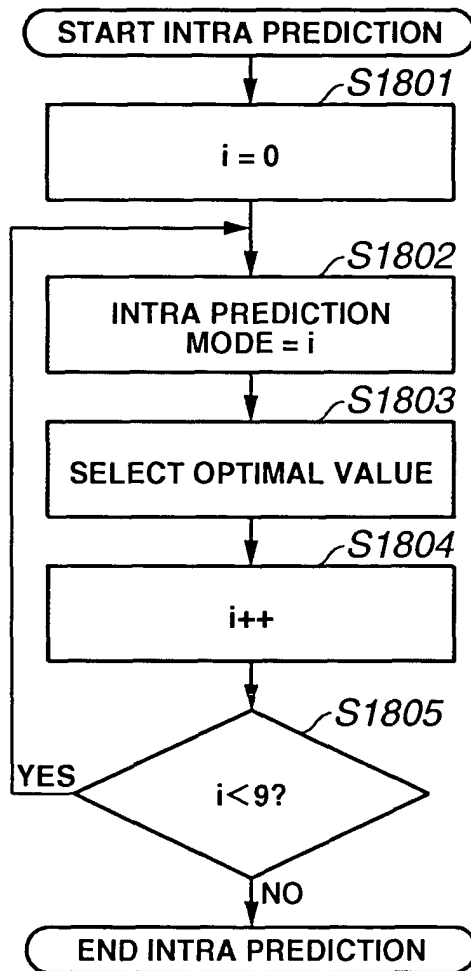 START INTRA PREDICTION
S1801
i = 0
S1802
INTRA PREDICTION
MODE = i
S1803
SELECT OPTIMAL VALUE
S1804
i++
S1805
YES
i<9?
NO
END INTRA PREDICTION